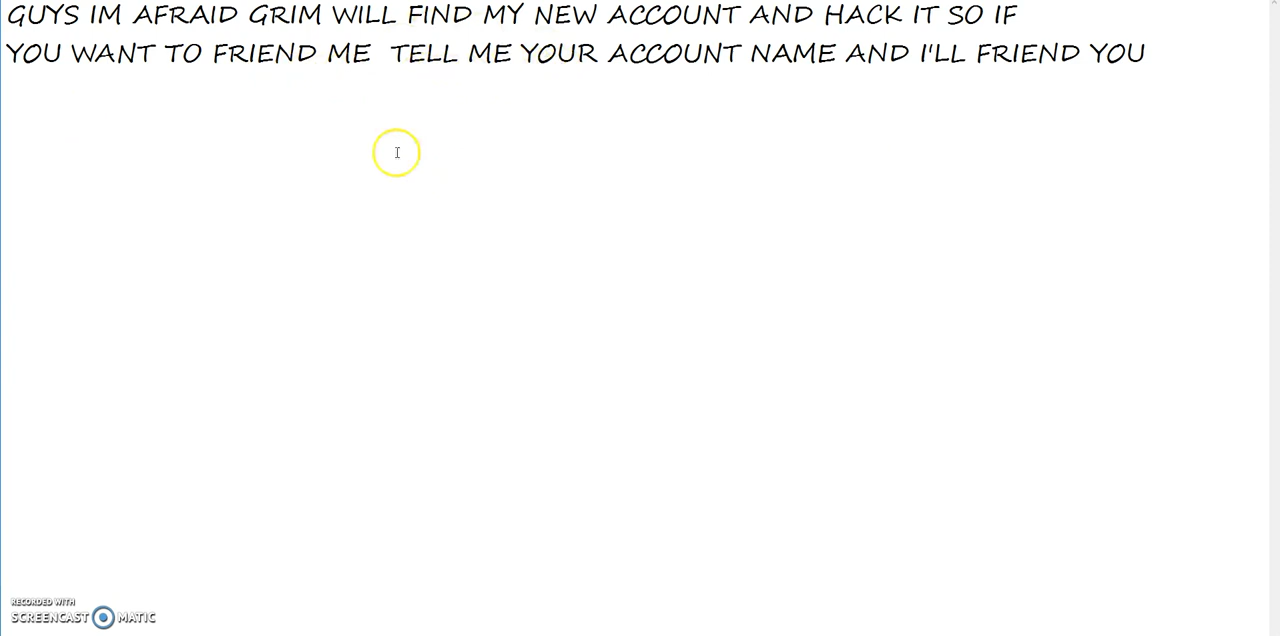 GUYS IM AFRAID GRIM WILL FIND MY NEW ACCOUNT AND HACK IT SO IF
YOU WANT TO FRIEND ME  TELL ME YOUR ACCOUNT NAME AND I'LL FRIEND YOU
RECORDED WITH
SCREENCAST MATIC